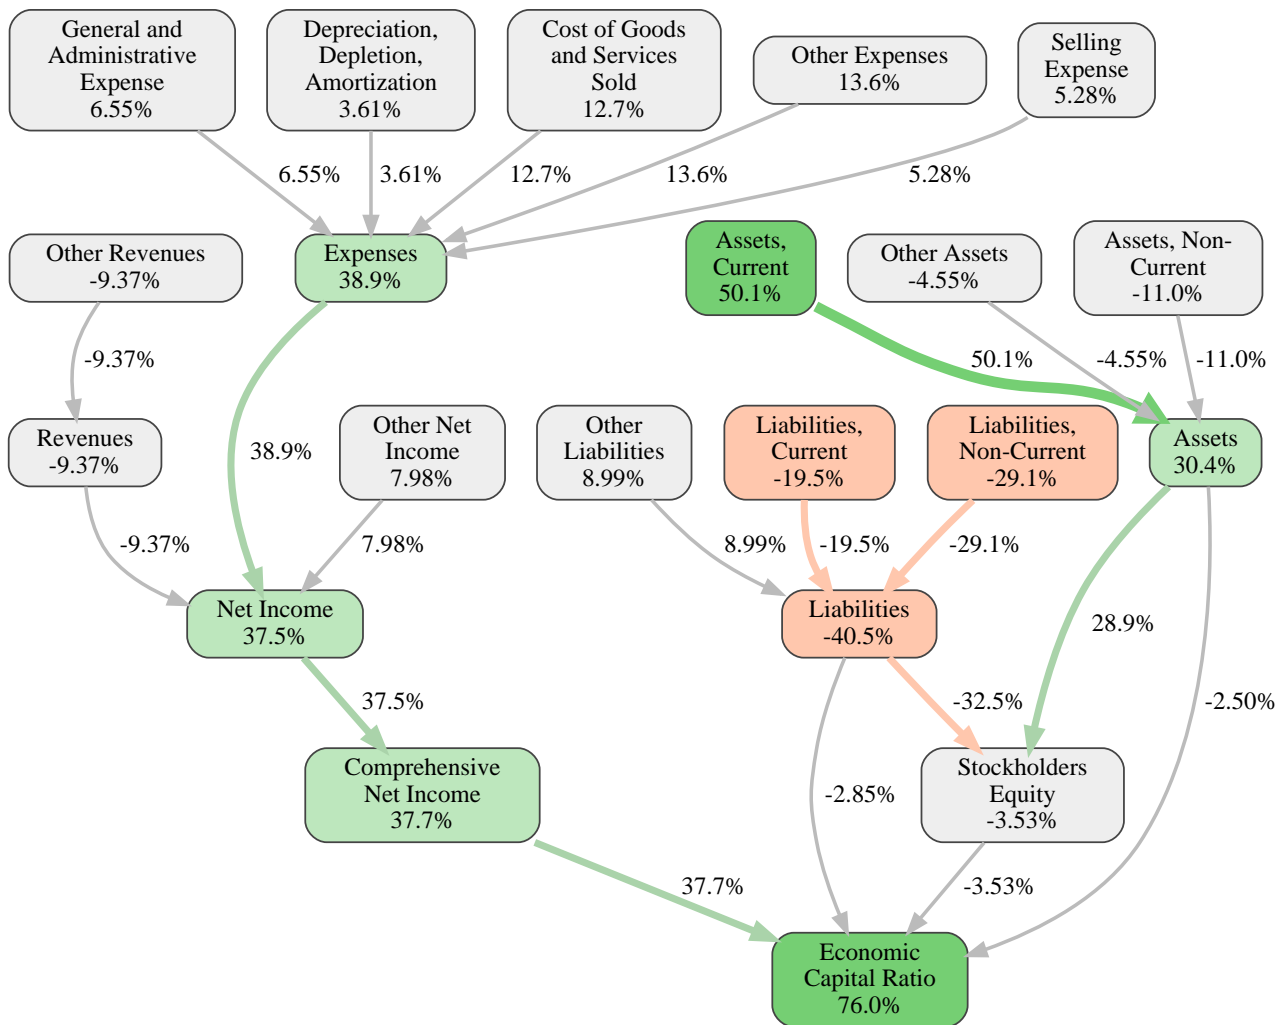 General and
Administrative
Expense
6.55%
Depreciation,
Depletion,
Amortization
3.61%
Cost of Goods
and Services
Sold
12.7%
Other Expenses
13.6%
Selling
Expense
5.28%
6.55%
3.61%
12.7%
13.6%
5.28%
Other Revenues
-9.37%
Expenses
38.9%
Assets,
Current
50.1%
Other Assets
-4.55%
Assets, Non-
Current
-11.0%
-9.37%
50.1%
-4.55%
-11.0%
Revenues
-9.37%
38.9%
Other Net
Income
7.98%
Other
Liabilities
8.99%
Liabilities,
Current
-19.5%
Liabilities,
Non-Current
-29.1%
Assets
30.4%
-9.37%
7.98%
8.99%
-19.5%
-29.1%
Net Income
37.5%
Liabilities
-40.5%
28.9%
37.5%
-32.5%
-2.50%
Comprehensive
Net Income
37.7%
-2.85%
Stockholders
Equity
-3.53%
37.7%
-3.53%
Economic
Capital Ratio
76.0%